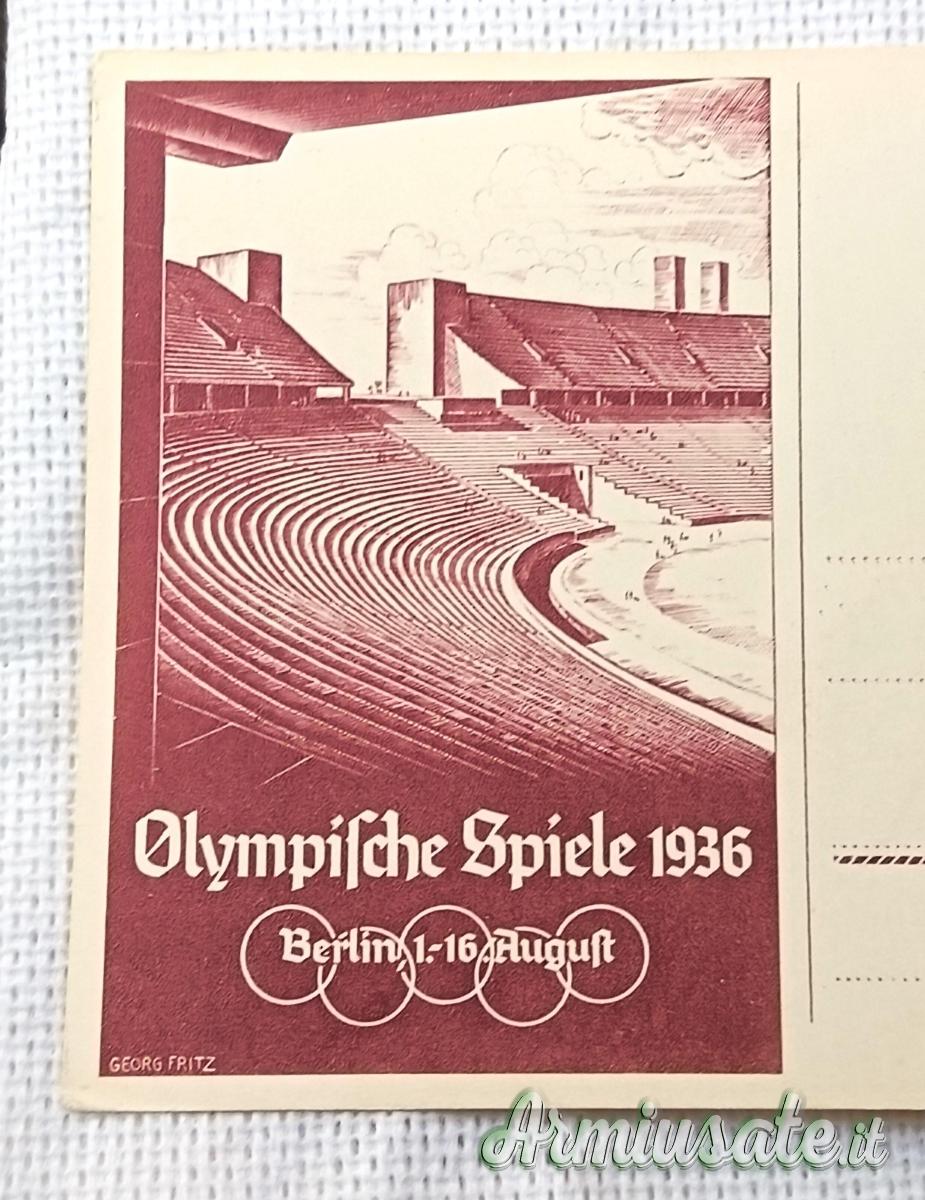 Olympiſche Spiele 1936
Berlin, 1.-16. Auguſt
GEORG FRITZ
Armiusate.it